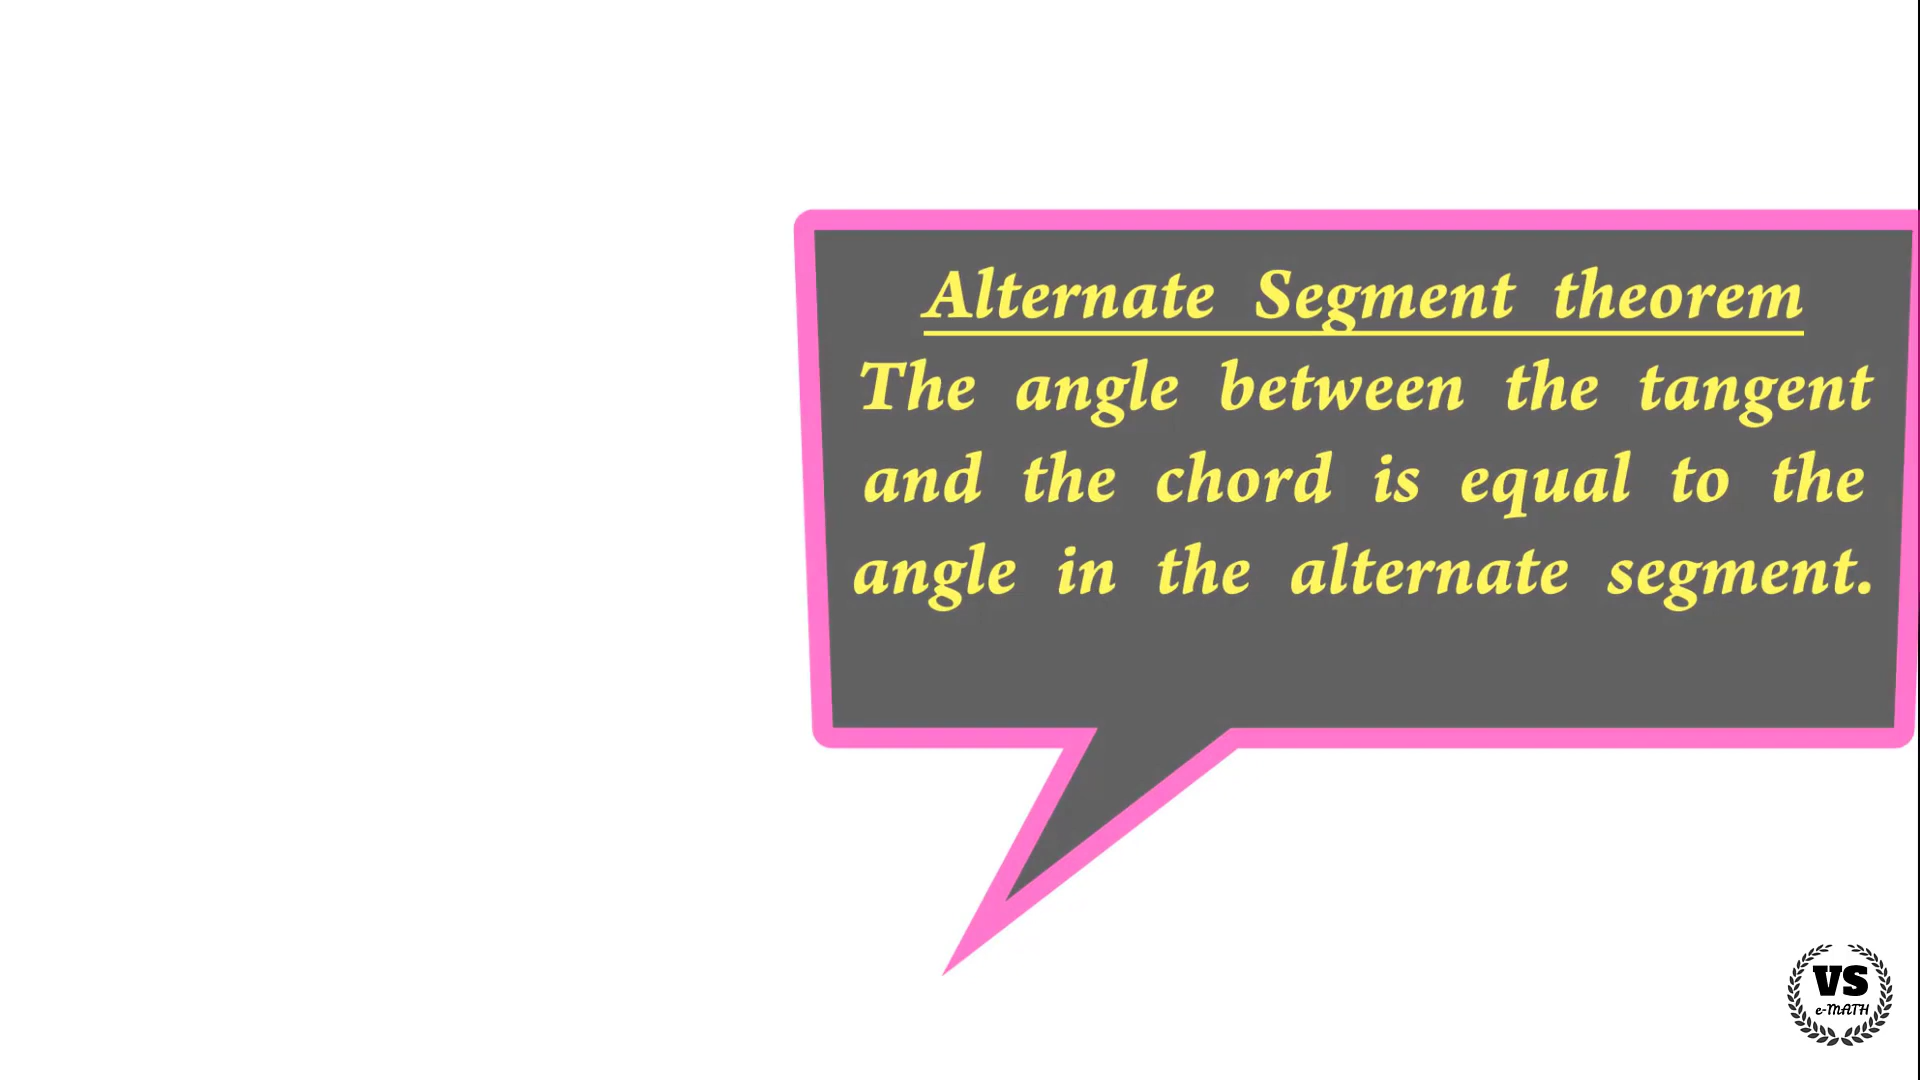 Alternate Segment theorem
The angle between the tangent
and the chord is equal to the
angle in the alternate segment.
VS
e-MATH